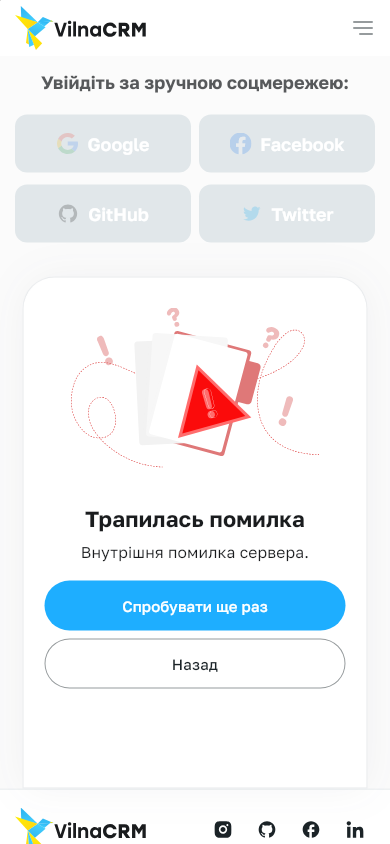 VilnaCRM
Увійдіть за зручною соцмережею:
Google
Facebook
GitHub
Twitter
Трапилась помилка
Внутрішня помилка сервера.
Спробувати ще раз
Назад
VilnaCRM